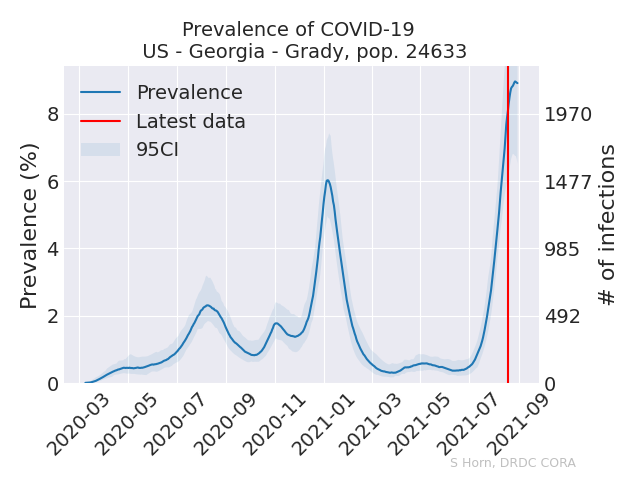 Prevalence of COVID-19
US - Georgia - Grady, pop. 24633
Prevalence
Latest data
95CI
Prevalence (%)
8
6
4
2
0
1970
1477
985
492
0
# of infections
2020-03
2020-05
2020-07
2020-09
2020-11
2021-01
2021-03
2021-05
2021-07
2021-09
S Horn, DRDC CORA